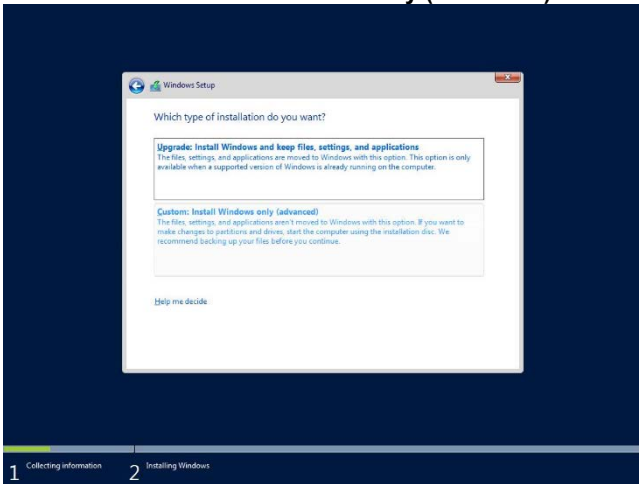 Windows Setup
Which type of installation do you want?
Upgrade: Install Windows and keep files, settings, and applications
The files, settings, and applications are moved to Windows with this option. This option is only
available when a supported version of Windows is already running on the computer.
Custom: Install Windows only (advanced)
The files, settings, and applications aren't moved to Windows with this option. If you want to
make changes to partitions and drives, start the computer using the installation disc. We
recommend backing up your files before you continue.
Help me decide
1 Collecting information 2 Installing Windows